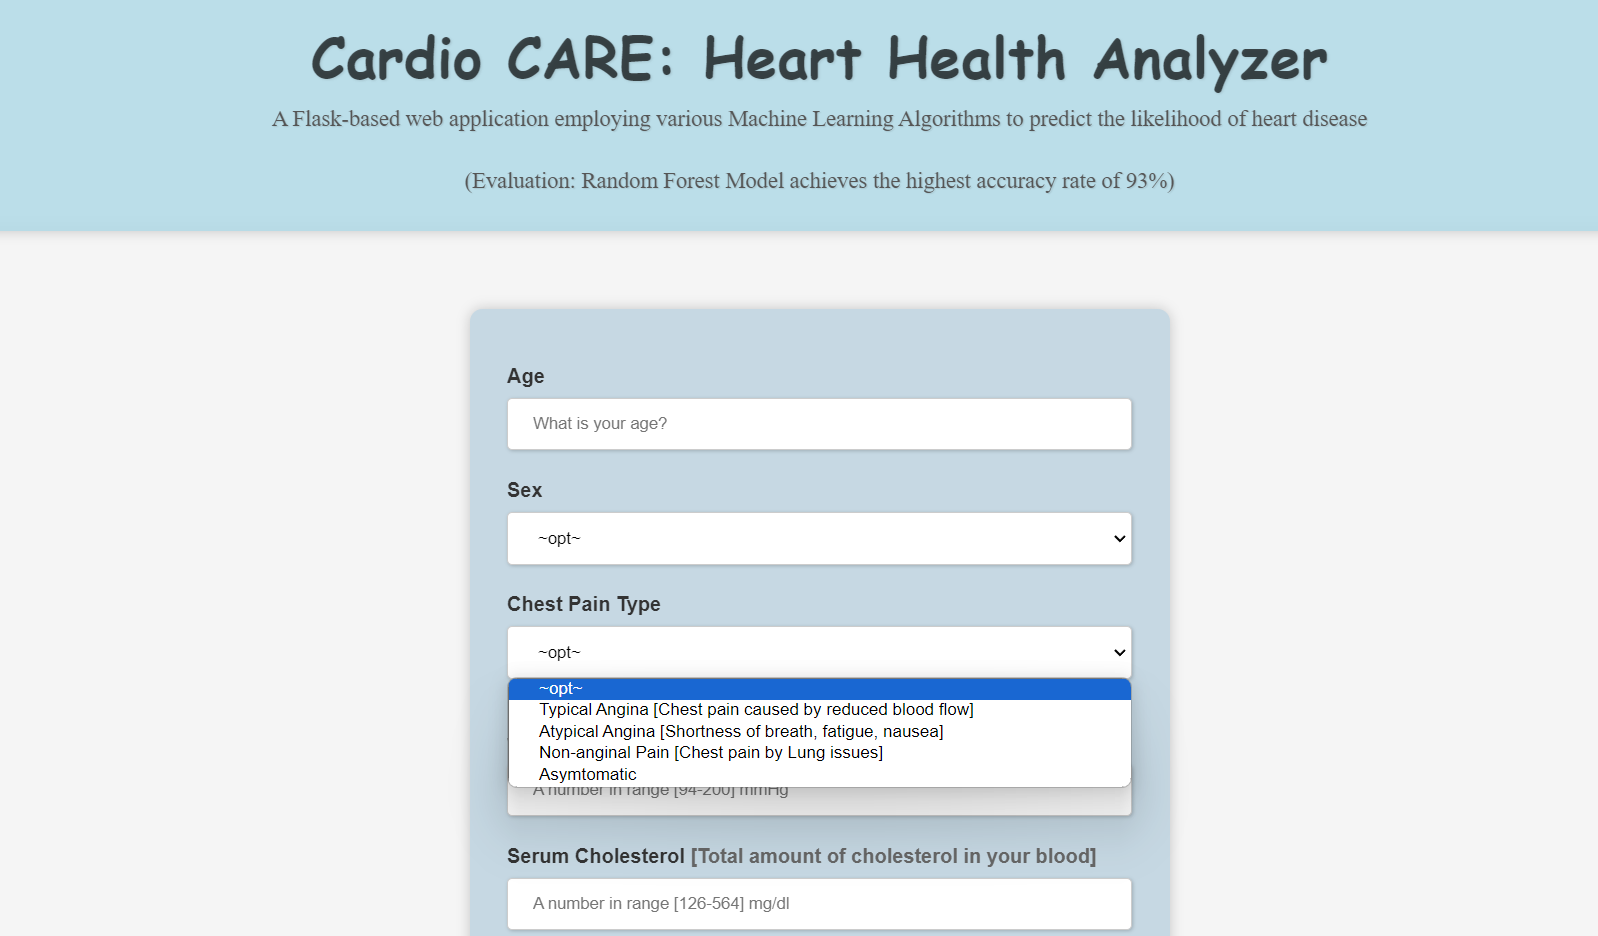 Cardio CARE: Heart Health Analyzer
A Flask-based web application employing various Machine Learning Algorithms to predict the likelihood of heart disease
(Evaluation: Random Forest Model achieves the highest accuracy rate of 93%)
Age
What is your age?
Sex
~opt~
Chest Pain Type
~opt~
~opt~
Typical Angina [Chest pain caused by reduced blood flow]
Atypical Angina [Shortness of breath, fatigue, nausea]
Non-anginal Pain [Chest pain by Lung issues]
Asymtomatic
A number in range [94-200] mmHg
Serum Cholesterol [Total amount of cholesterol in your blood]
A number in range [126-564] mg/dl